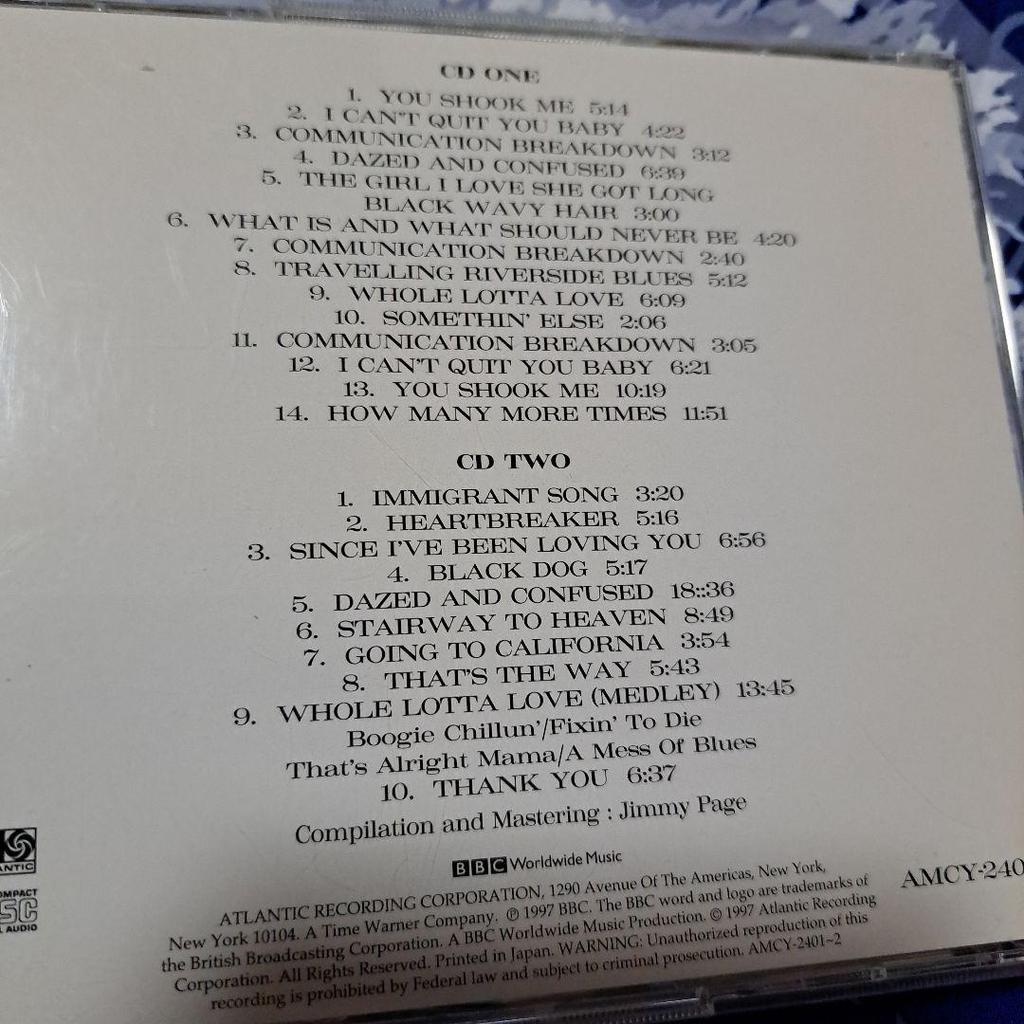 CD ONE
1. YOU SHOOK ME 5:14
2. I CAN'T QUIT YOU BABY 4:22
3. COMMUNICATION BREAKDOWN 3:12
4. DAZED AND CONFUSED 6:39
5. THE GIRL I LOVE SHE GOT LONG
BLACK WAVY HAIR 3:00
6. WHAT IS AND WHAT SHOULD NEVER BE 4:20
7. COMMUNICATION BREAKDOWN 2:40
8. TRAVELLING RIVERSIDE BLUES 5:12
9. WHOLE LOTTA LOVE 6:09
10. SOMETHIN' ELSE 2:06
11. COMMUNICATION BREAKDOWN 3:05
12. I CAN'T QUIT YOU BABY 6:21
13. YOU SHOOK ME 10:19
14. HOW MANY MORE TIMES 11:51
CD TWO
1. IMMIGRANT SONG 3:20
2. HEARTBREAKER 5:16
3. SINCE I'VE BEEN LOVING YOU 6:56
4. BLACK DOG 5:17
5. DAZED AND CONFUSED 18::36
6. STAIRWAY TO HEAVEN 8:49
7. GOING TO CALIFORNIA 3:54
8. THAT'S THE WAY 5:43
9. WHOLE LOTTA LOVE (MEDLEY) 13:45
Boogie Chillun'/Fixin' To Die
That's Alright Mama/A Mess Of Blues
10. THANK YOU 6:37
Compilation and Mastering : Jimmy Page
BBC Worldwide Music
ATLANTIC RECORDING CORPORATION, 1290 Avenue Of The Americas, New York,
New York 10104. A Time Warner Company. ℗ 1997 BBC. The BBC word and logo are trademarks of
the British Broadcasting Corporation. A BBC Worldwide Music Production. © 1997 Atlantic Recording
Corporation. All Rights Reserved. Printed in Japan. WARNING: Unauthorized reproduction of this
recording is prohibited by Federal law and subject to criminal prosecution. AMCY-2401~2
AMCY-240